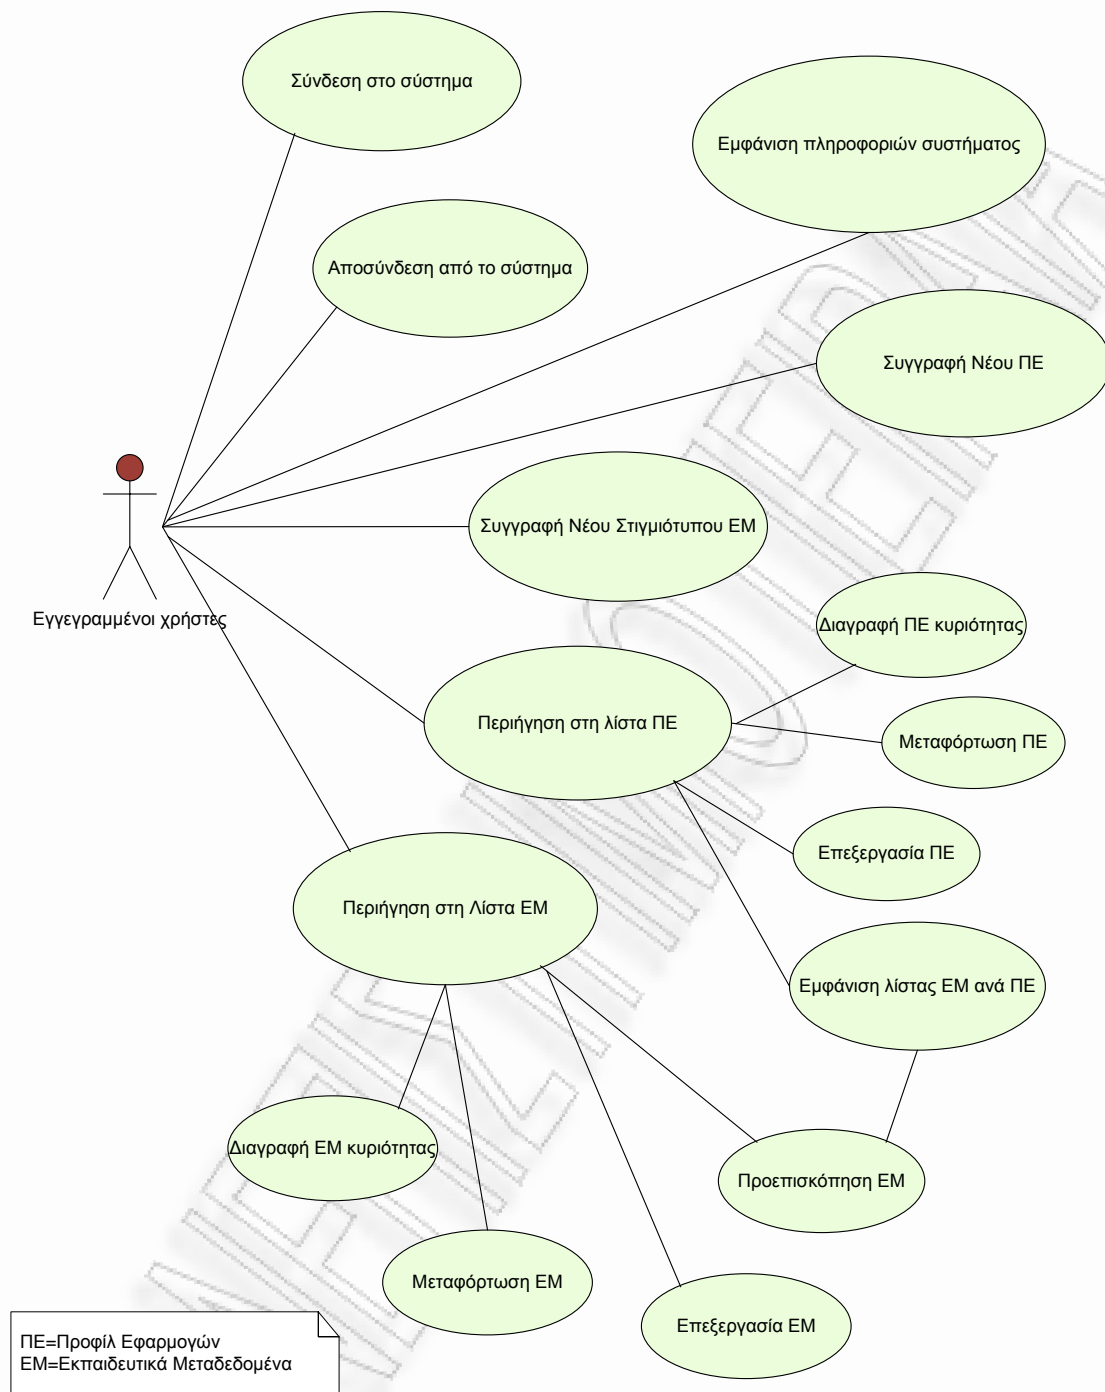 Σύνδεση στο σύστημα
Εμφάνιση πληροφοριών συστήματος
Αποσύνδεση από το σύστημα
Συγγραφή Νέου ΠΕ
Συγγραφή Νέου Στιγμιότυπου ΕΜ
Εγγεγραμμένοι χρήστες
Διαγραφή ΠΕ κυριότητας
Περιήγηση στη λίστα ΠΕ
Μεταφόρτωση ΠΕ
Επεξεργασία ΠΕ
Περιήγηση στη Λίστα ΕΜ
Εμφάνιση λίστας ΕΜ ανά ΠΕ
Διαγραφή ΕΜ κυριότητας
Προεπισκόπηση ΕΜ
Μεταφόρτωση ΕΜ
Επεξεργασία ΕΜ
ΠΕ=Προφίλ Εφαρμογών
ΕΜ=Εκπαιδευτικά Μεταδεδομένα